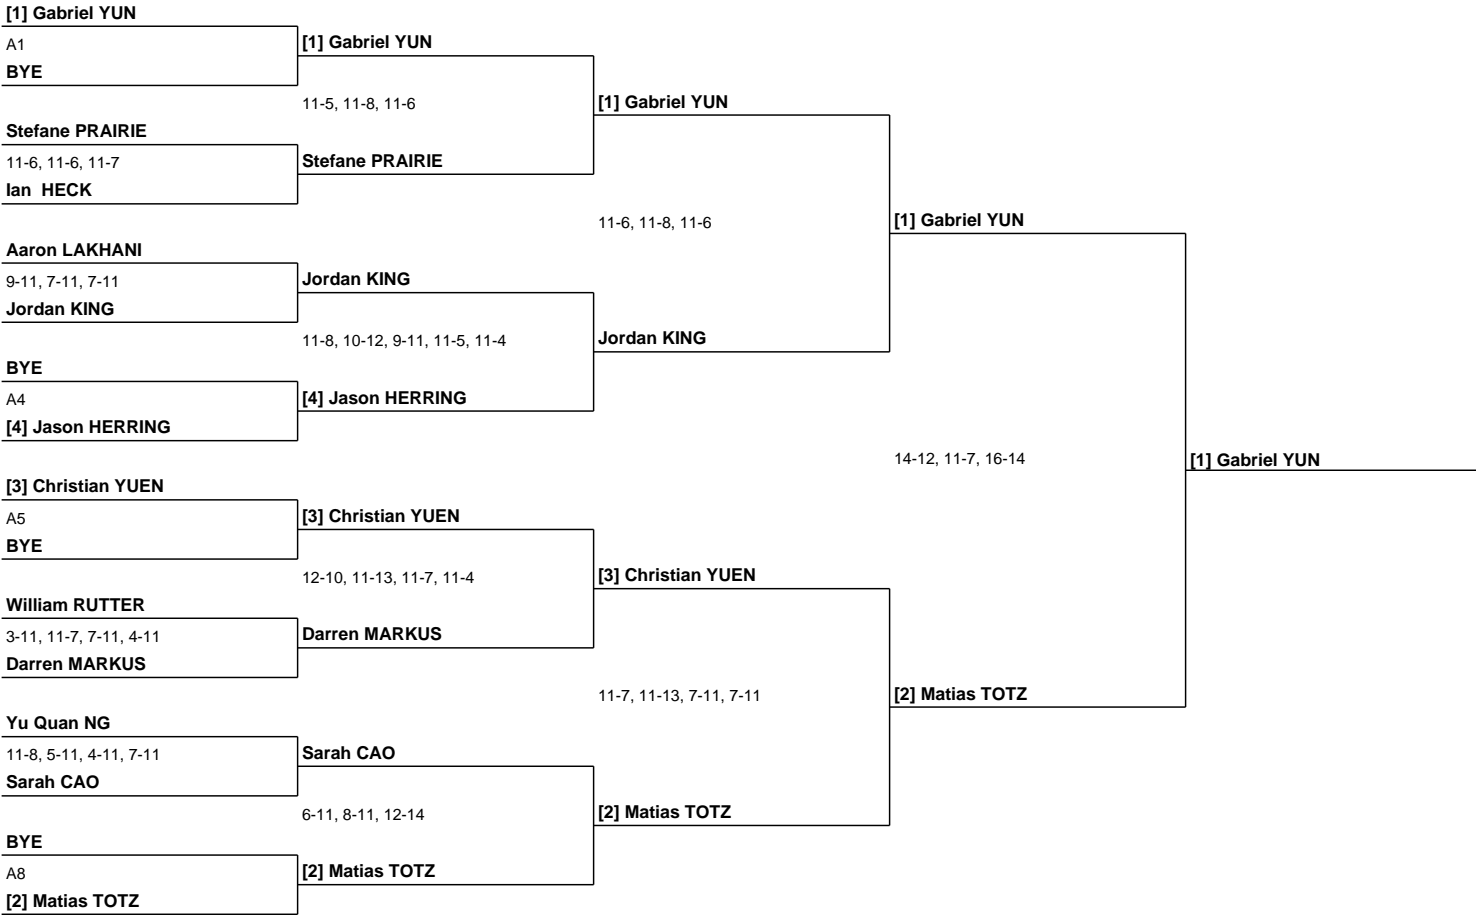 [1] Gabriel YUN
A1
BYE
Stefane PRAIRIE
11-6, 11-6, 11-7
Ian  HECK
Aaron LAKHANI
9-11, 7-11, 7-11
Jordan KING
BYE
A4
[4] Jason HERRING
[3] Christian YUEN
A5
BYE
William RUTTER
3-11, 11-7, 7-11, 4-11
Darren MARKUS
Yu Quan NG
11-8, 5-11, 4-11, 7-11
Sarah CAO
BYE
A8
[2] Matias TOTZ
[1] Gabriel YUN
11-5, 11-8, 11-6
Stefane PRAIRIE
Jordan KING
11-8, 10-12, 9-11, 11-5, 11-4
[4] Jason HERRING
[3] Christian YUEN
12-10, 11-13, 11-7, 11-4
Darren MARKUS
Sarah CAO
6-11, 8-11, 12-14
[2] Matias TOTZ
[1] Gabriel YUN
11-6, 11-8, 11-6
Jordan KING
[3] Christian YUEN
11-7, 11-13, 7-11, 7-11
[2] Matias TOTZ
[1] Gabriel YUN
14-12, 11-7, 16-14
[2] Matias TOTZ
[1] Gabriel YUN